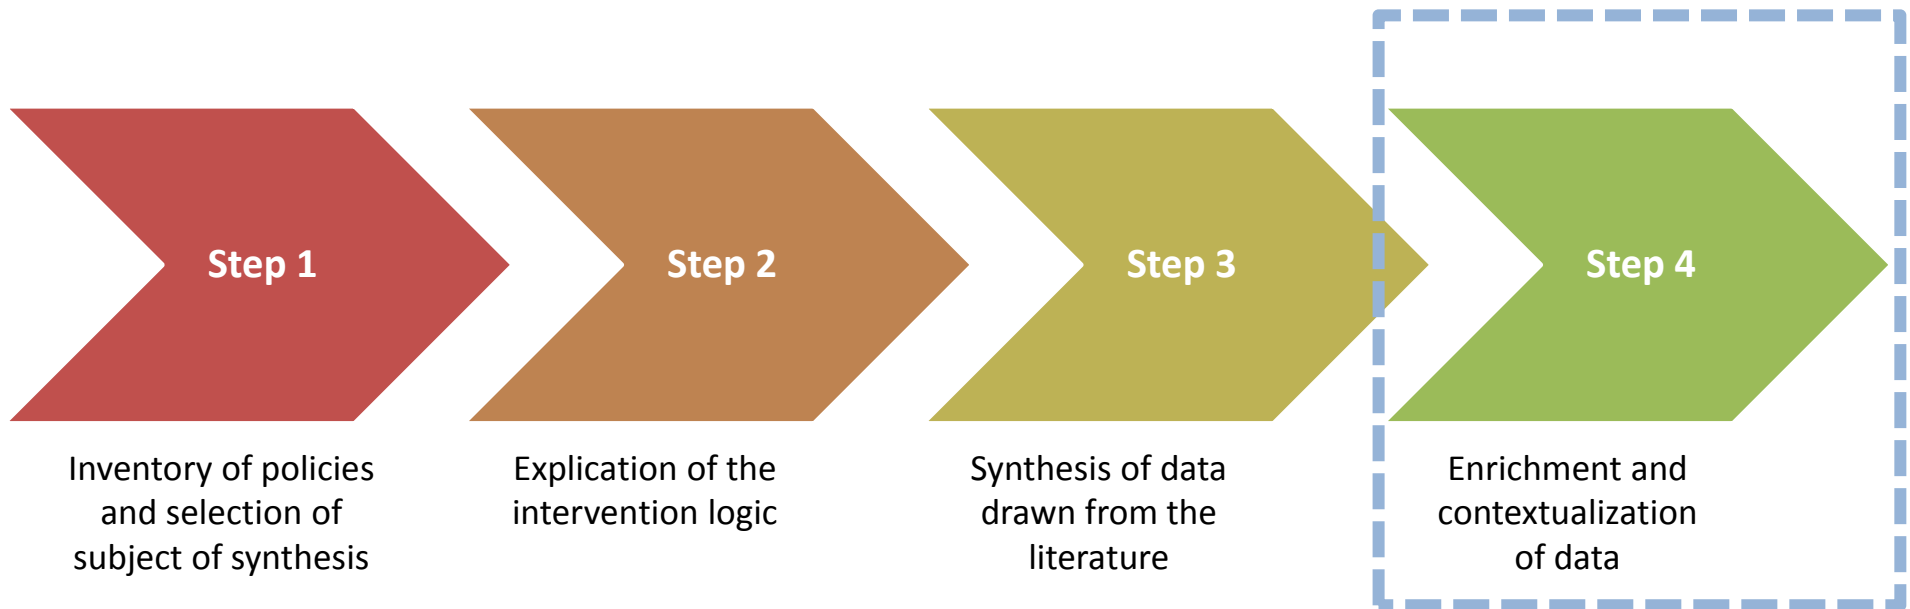 Step 1
Step 2
Step 3
Step 4
Inventory of policies
and selection of
subject of synthesis
Explication of the
intervention logic
Synthesis of data
drawn from the
literature
Enrichment and
contextualization
of data